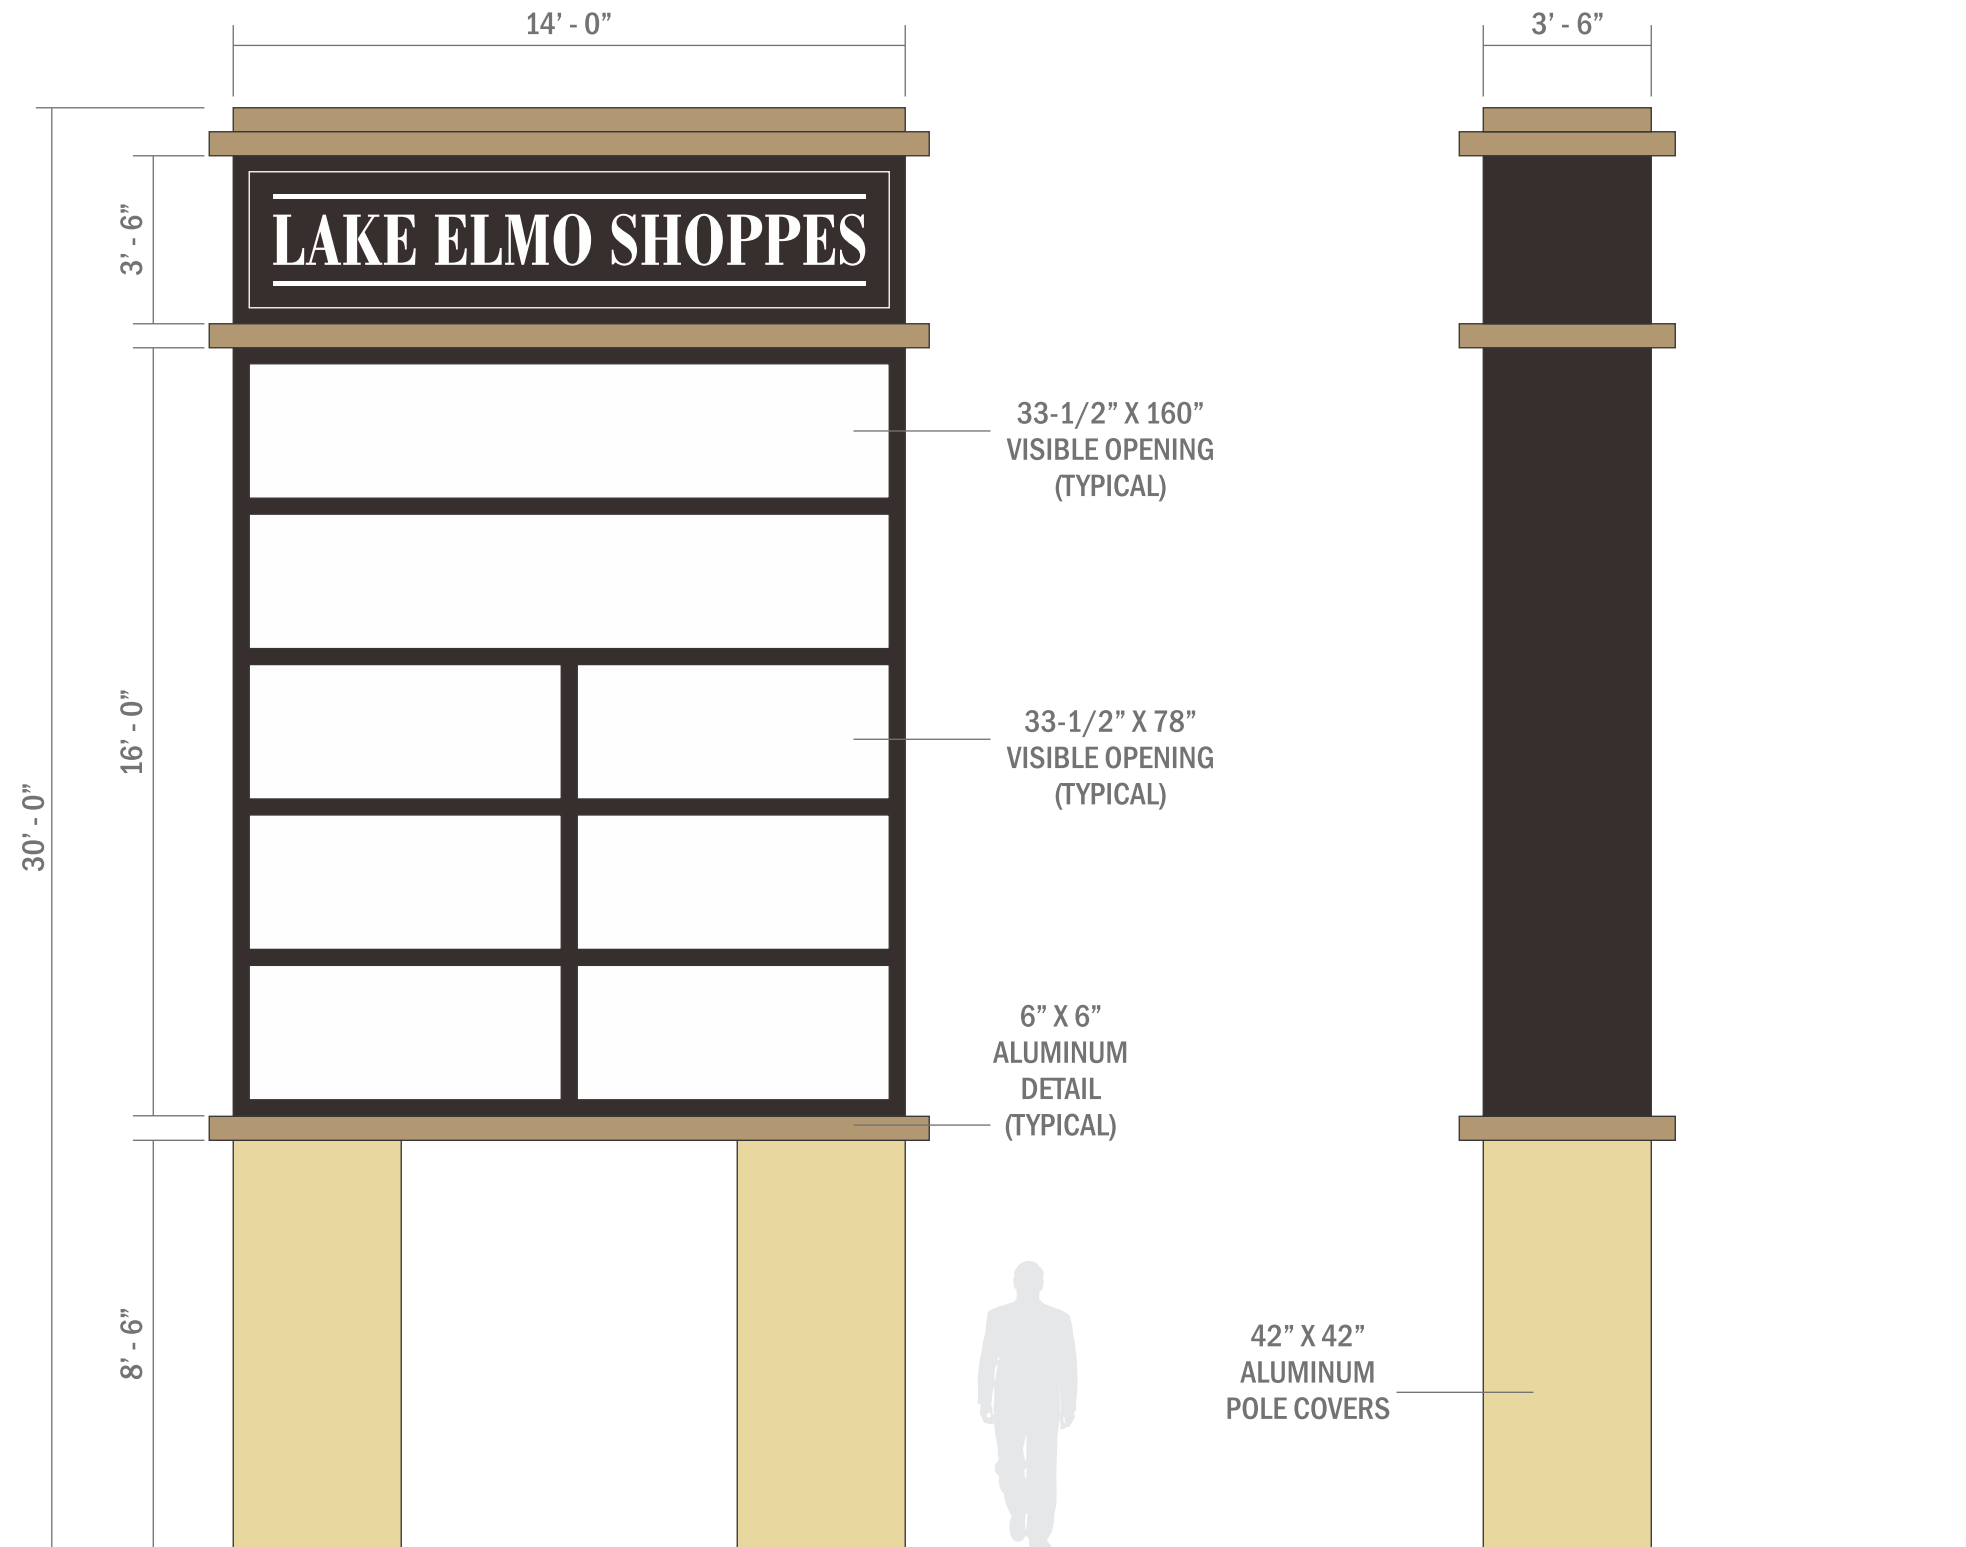 14’ - 0”
3’ - 6”
3’ - 6”
LAKE ELMO SHOPPES
33-1/2” X 160”
VISIBLE OPENING
(TYPICAL)
16’ - 0”
33-1/2” X 78”
VISIBLE OPENING
(TYPICAL)
30’ - 0”
6” X 6”
ALUMINUM
DETAIL
(TYPICAL)
8’ - 6”
42” X 42”
ALUMINUM
POLE COVERS